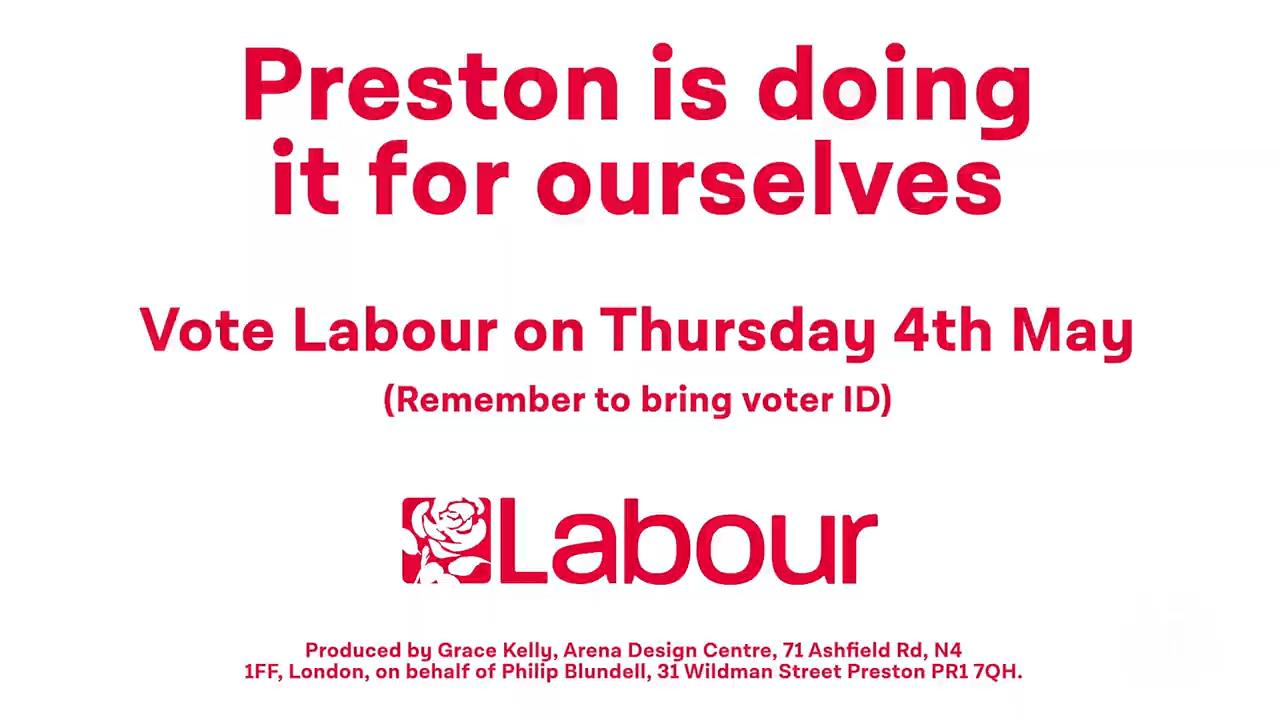 Preston is doing
it for ourselves
Vote Labour on Thursday 4th May
(Remember to bring voter ID)
Labour
Produced by Grace Kelly, Arena Design Centre, 71 Ashfield Rd, N4
1FF, London, on behalf of Philip Blundell, 31 Wildman Street Preston PR1 7QH.